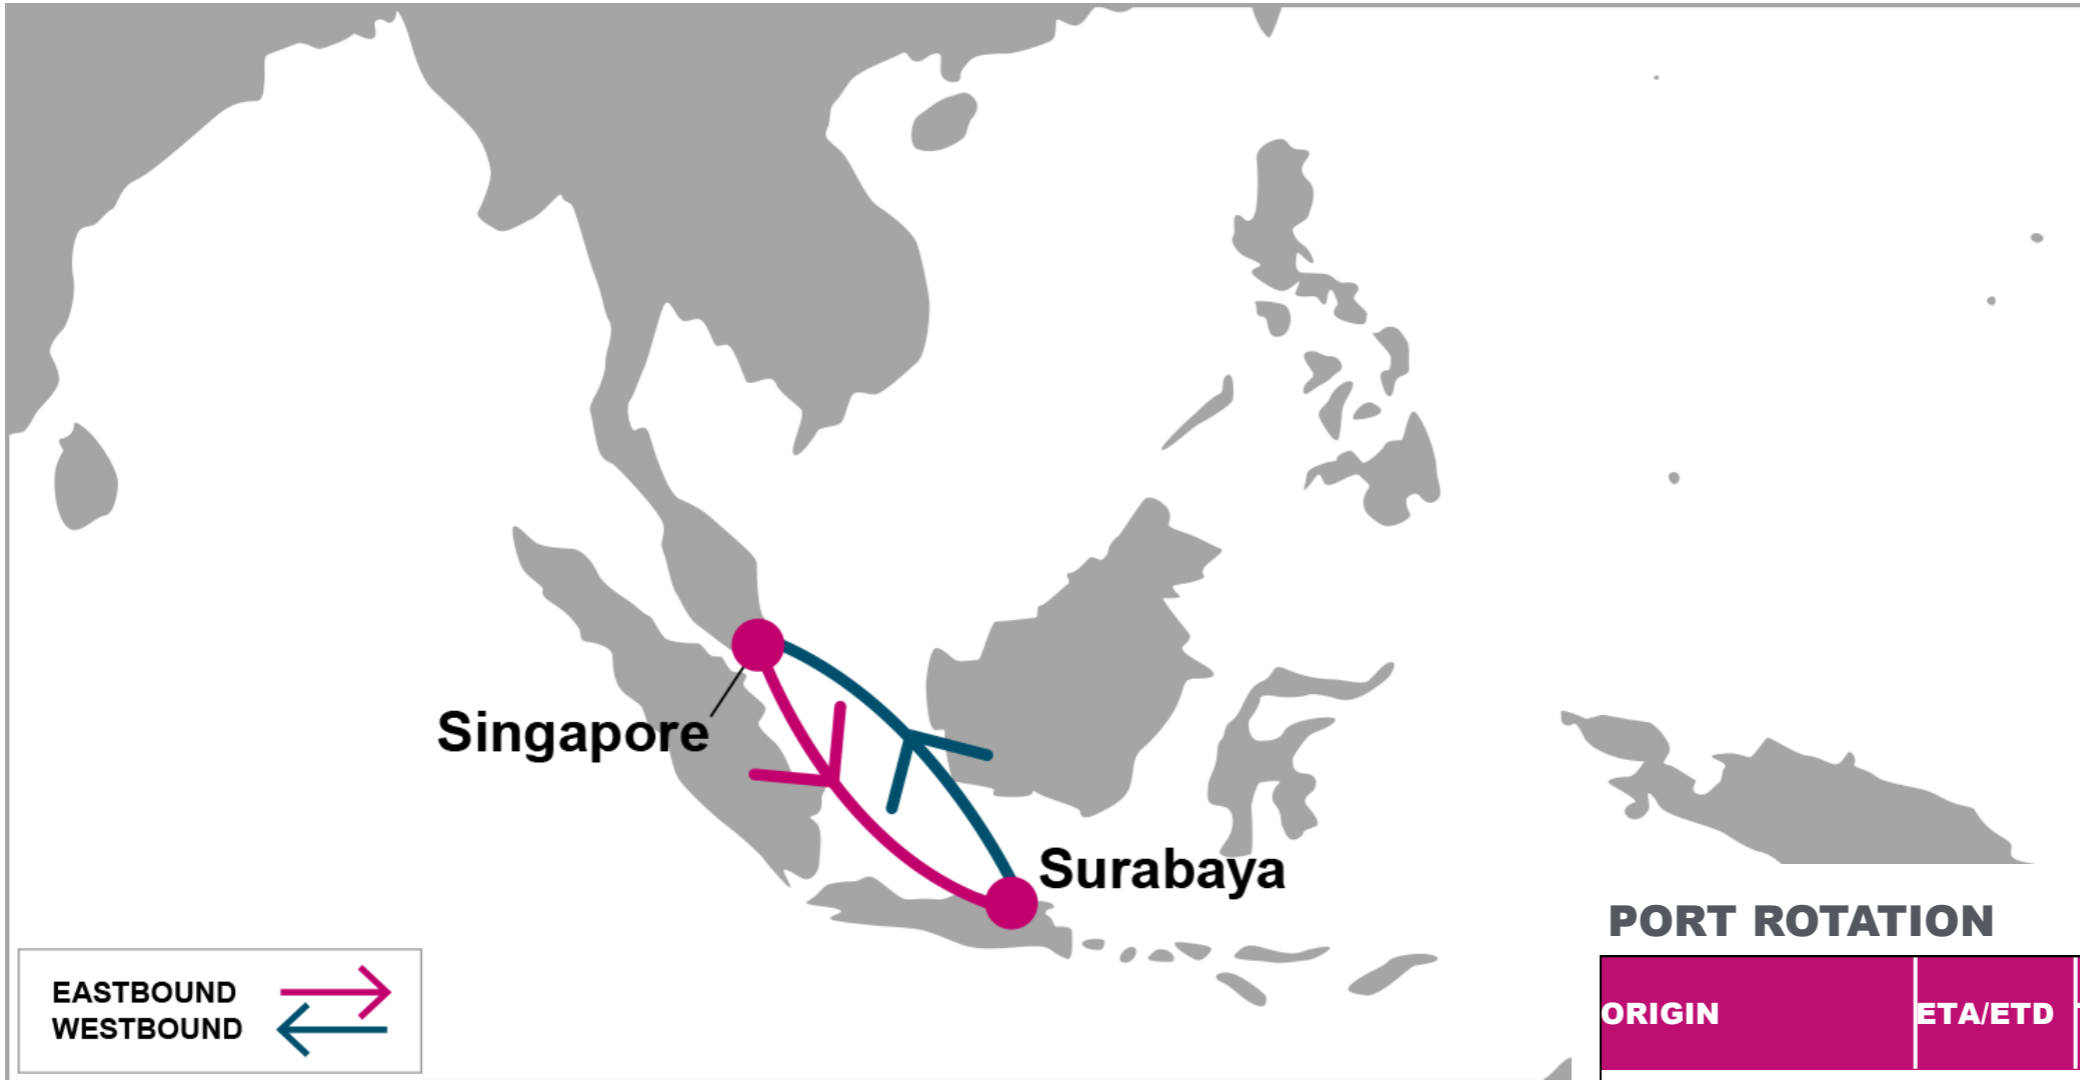 Singapore
Surabaya
PORT ROTATION
ORIGIN ETA/ETD
EASTBOUND
WESTBOUND